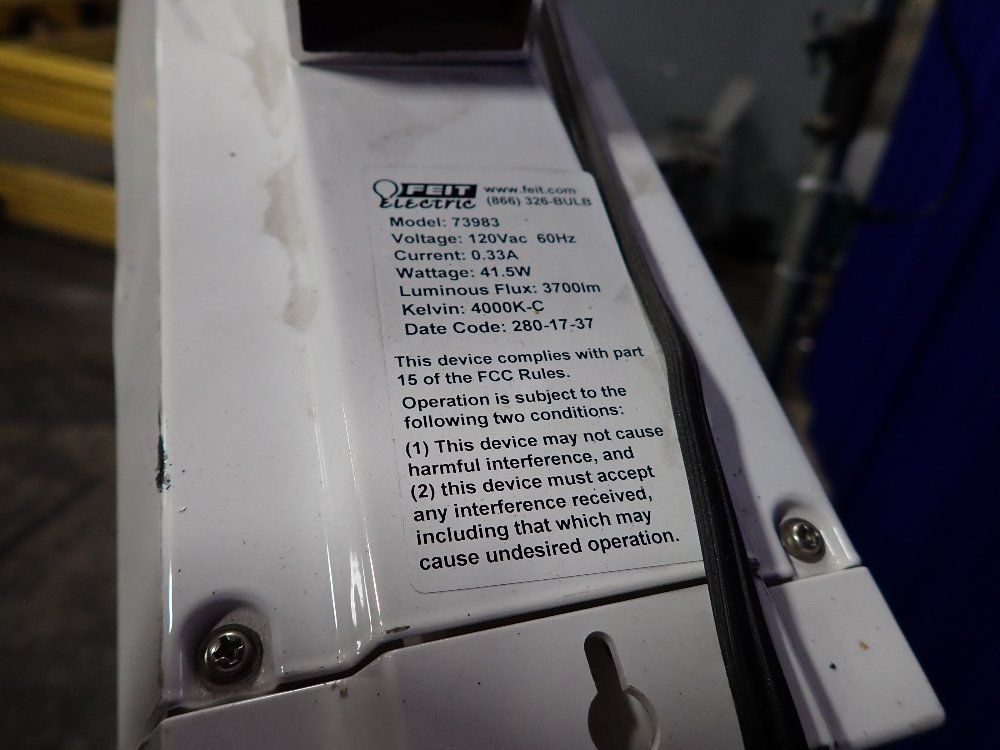 FEIT Electric www.feit.com
(866) 326-BULB
Model: 73983
Voltage: 120Vac 60Hz
Current: 0.33A
Wattage: 41.5W
Luminous Flux: 3700lm
Kelvin: 4000K-C
Date Code: 280-17-37
This device complies with part
15 of the FCC Rules.
Operation is subject to the
following two conditions:
(1) This device may not cause
harmful interference, and
(2) this device must accept
any interference received,
including that which may
cause undesired operation.